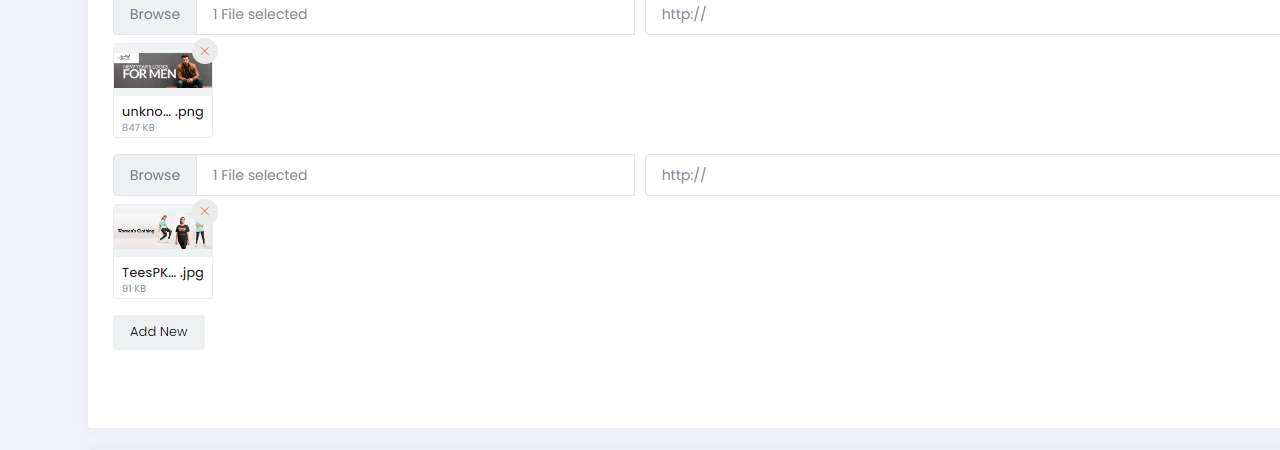 Browse 1 File selected http://
NEW YEAR'S LOOKS
FOR MEN
unkno... .png
847 KB
Browse 1 File selected http://
Women's Clothing
TeesPK... .jpg
91 KB
Add New